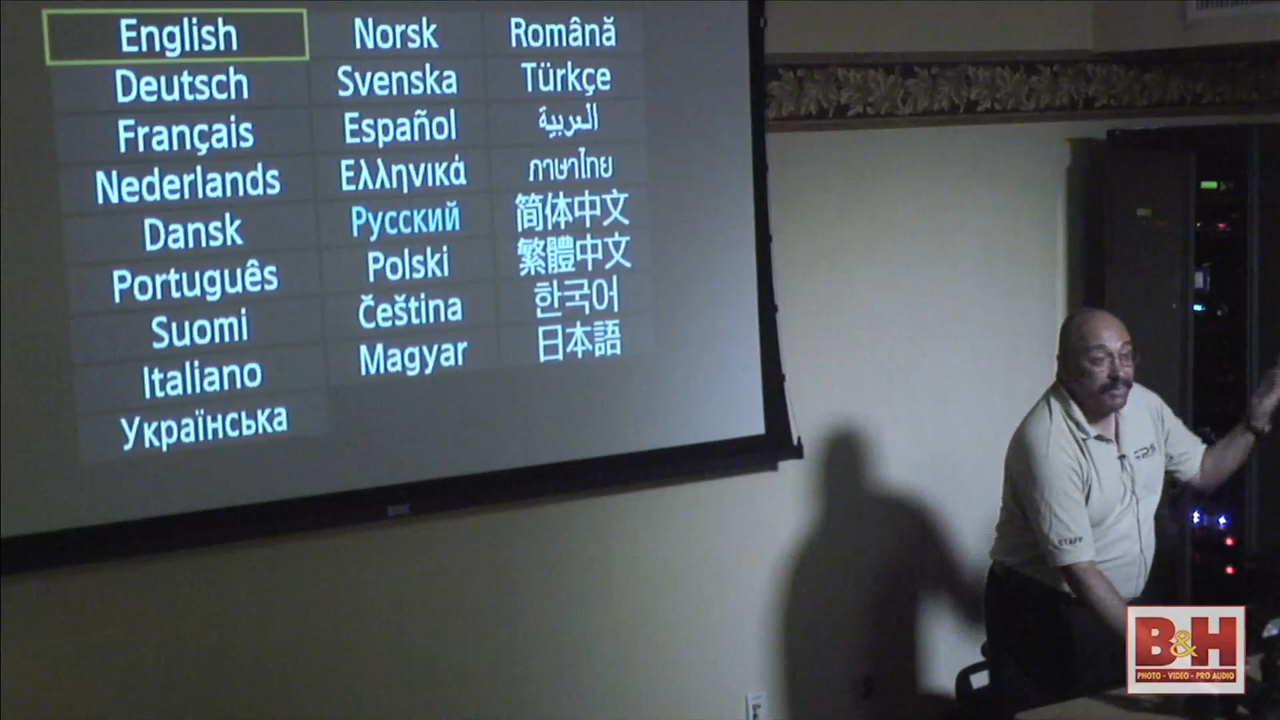 English
Deutsch
Français
Nederlands
Dansk
Português
Suomi
Italiano
Українська
Norsk
Svenska
Español
Ελληνικά
Русский
Polski
Čeština
Magyar
Română
Türkçe
العربية
ภาษาไทย
简体中文
繁體中文
한국어
日本語
STAFF
B&H
PHOTO - VIDEO - PRO AUDIO